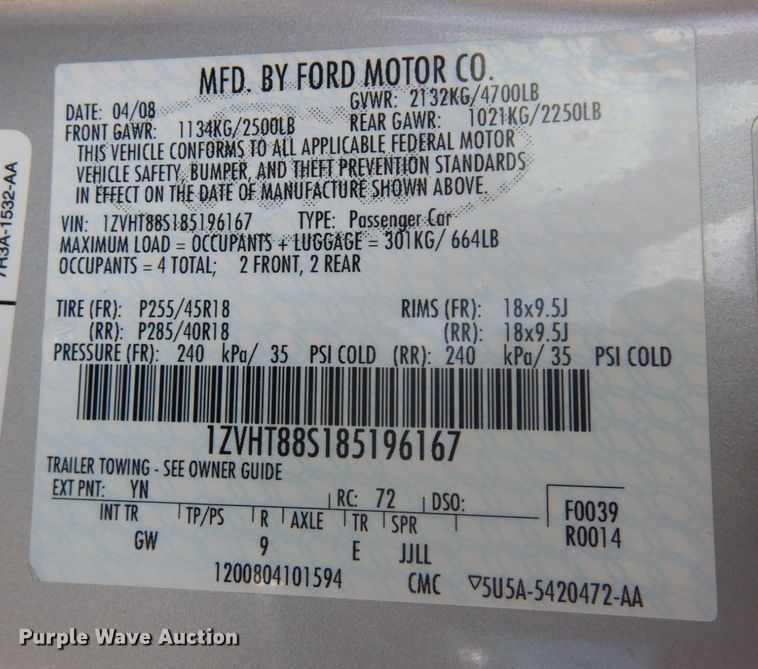 MFD. BY FORD MOTOR CO.
DATE: 04/08 GVWR: 2132KG/4700LB
FRONT GAWR: 1134KG/2500LB REAR GAWR: 1021KG/2250LB
THIS VEHICLE CONFORMS TO ALL APPLICABLE FEDERAL MOTOR
VEHICLE SAFETY, BUMPER, AND THEFT PREVENTION STANDARDS
IN EFFECT ON THE DATE OF MANUFACTURE SHOWN ABOVE.
VIN: 1ZVHT88S185196167 TYPE: Passenger Car
MAXIMUM LOAD = OCCUPANTS + LUGGAGE = 301KG/ 664LB
OCCUPANTS = 4 TOTAL; 2 FRONT, 2 REAR
TIRE (FR): P255/45R18 RIMS (FR): 18x9.5J
(RR): P285/40R18 (RR): 18x9.5J
PRESSURE (FR): 240 kPa/ 35 PSI COLD (RR): 240 kPa/ 35 PSI COLD
1ZVHT88S185196167
TRAILER TOWING - SEE OWNER GUIDE
EXT PNT: YN RC: 72 DSO:
INT TR TP/PS R AXLE TR SPR
GW 9 E JJLL
F0039
R0014
1200804101594 CMC ▽5U5A-5420472-AA
7R3A-1532-AA
Purple Wave Auction